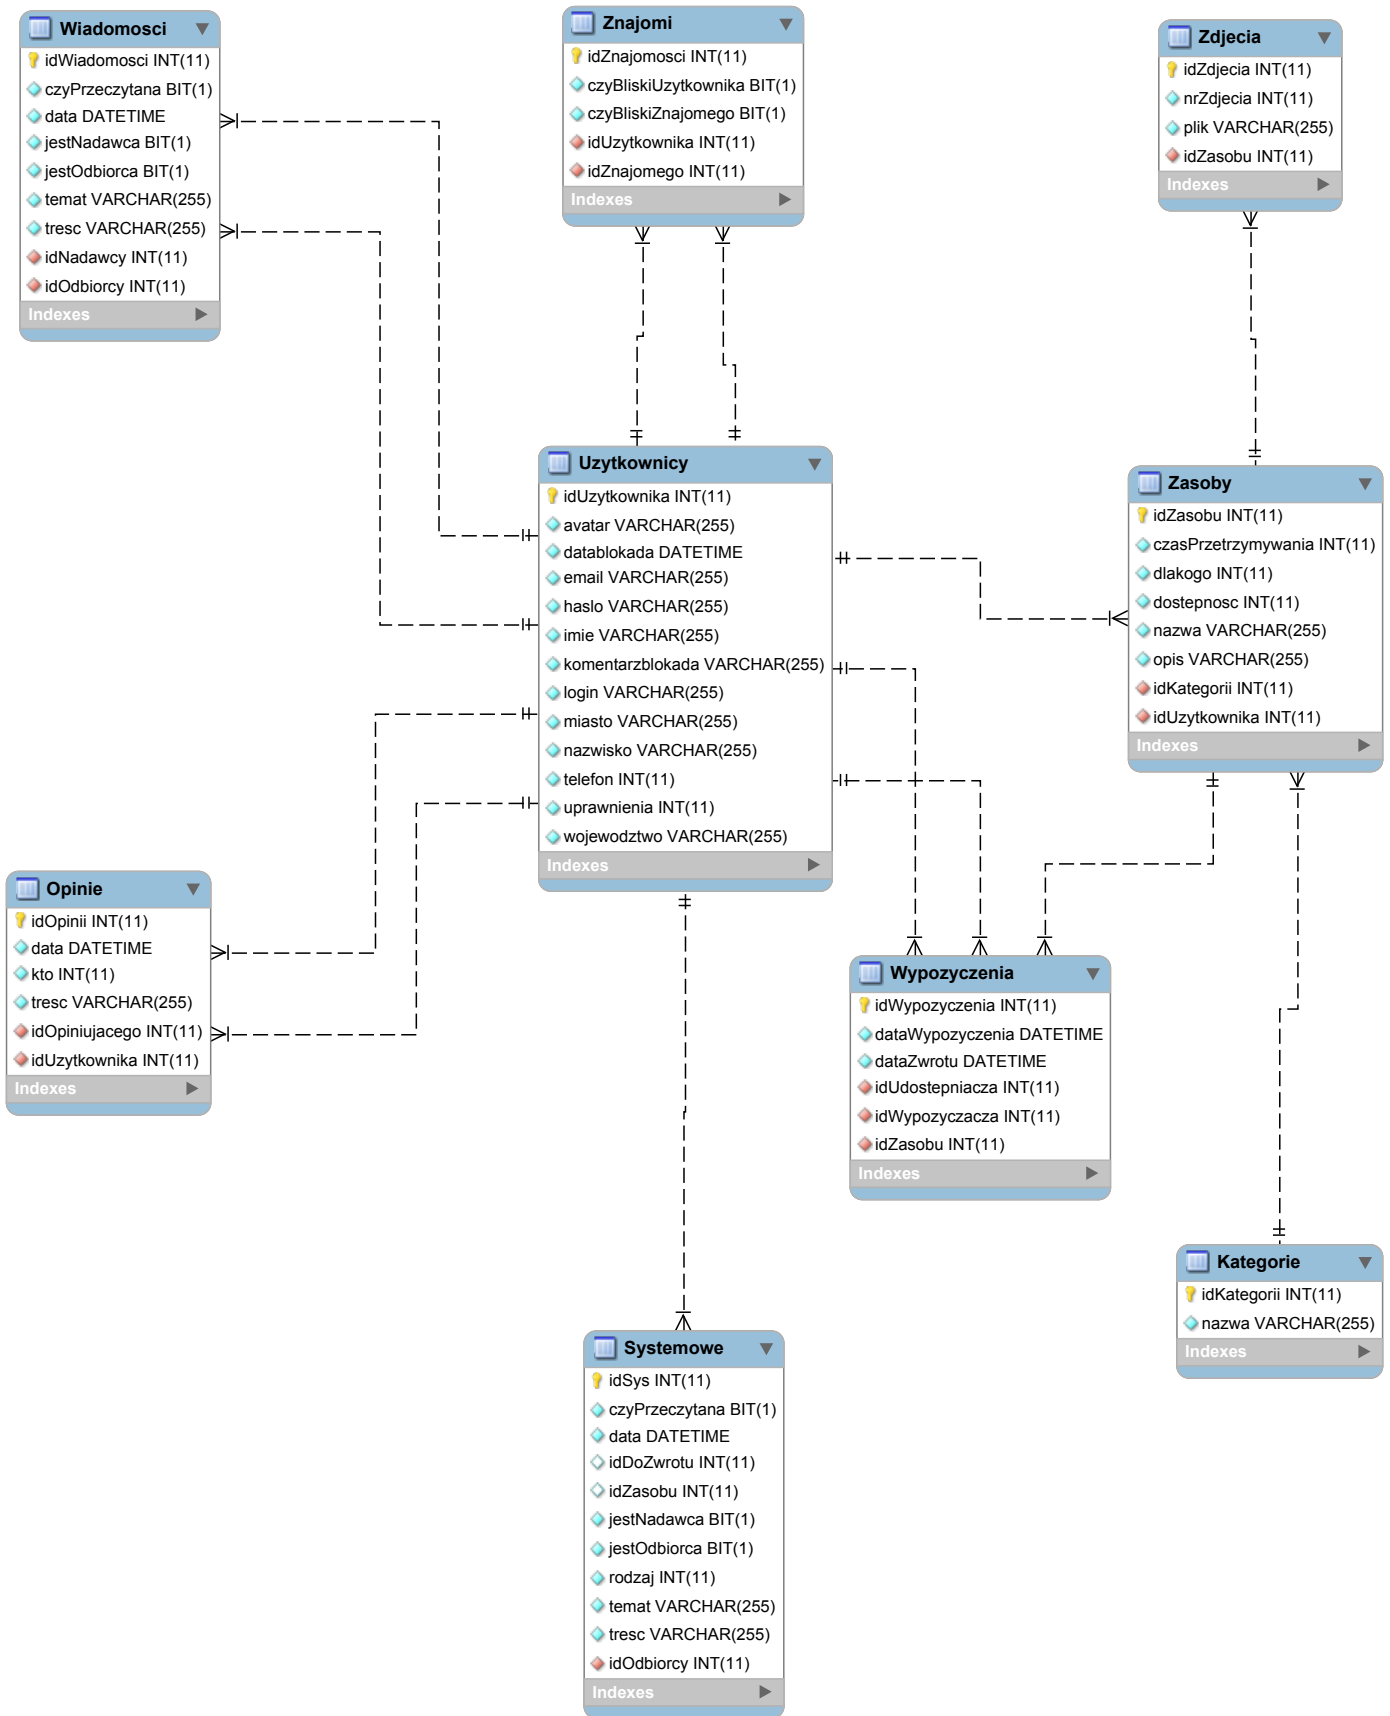 Wiadomosci
idWiadomosci INT(11)
czyPrzeczytana BIT(1)
data DATETIME
jestNadawca BIT(1)
jestOdbiorca BIT(1)
temat VARCHAR(255)
tresc VARCHAR(255)
idNadawcy INT(11)
idOdbiorcy INT(11)
Indexes
Znajomi
idZnajomosci INT(11)
czyBliskiUzytkownika BIT(1)
czyBliskiZnajomego BIT(1)
idUzytkownika INT(11)
idZnajomego INT(11)
Indexes
Zdjecia
idZdjecia INT(11)
nrZdjecia INT(11)
plik VARCHAR(255)
idZasobu INT(11)
Indexes
Uzytkownicy
idUzytkownika INT(11)
avatar VARCHAR(255)
datablokada DATETIME
email VARCHAR(255)
haslo VARCHAR(255)
imie VARCHAR(255)
komentarzblokada VARCHAR(255)
login VARCHAR(255)
miasto VARCHAR(255)
nazwisko VARCHAR(255)
telefon INT(11)
uprawnienia INT(11)
wojewodztwo VARCHAR(255)
Indexes
Zasoby
idZasobu INT(11)
czasPrzetrzymywania INT(11)
dlakogo INT(11)
dostepnosc INT(11)
nazwa VARCHAR(255)
opis VARCHAR(255)
idKategorii INT(11)
idUzytkownika INT(11)
Indexes
Opinie
idOpinii INT(11)
data DATETIME
kto INT(11)
tresc VARCHAR(255)
idOpiniujacego INT(11)
idUzytkownika INT(11)
Indexes
Wypozyczenia
idWypozyczenia INT(11)
dataWypozyczenia DATETIME
dataZwrotu DATETIME
idUdostepniacza INT(11)
idWypozyczacza INT(11)
idZasobu INT(11)
Indexes
Kategorie
idKategorii INT(11)
nazwa VARCHAR(255)
Indexes
Systemowe
idSys INT(11)
czyPrzeczytana BIT(1)
data DATETIME
idDoZwrotu INT(11)
idZasobu INT(11)
jestNadawca BIT(1)
jestOdbiorca BIT(1)
rodzaj INT(11)
temat VARCHAR(255)
tresc VARCHAR(255)
idOdbiorcy INT(11)
Indexes